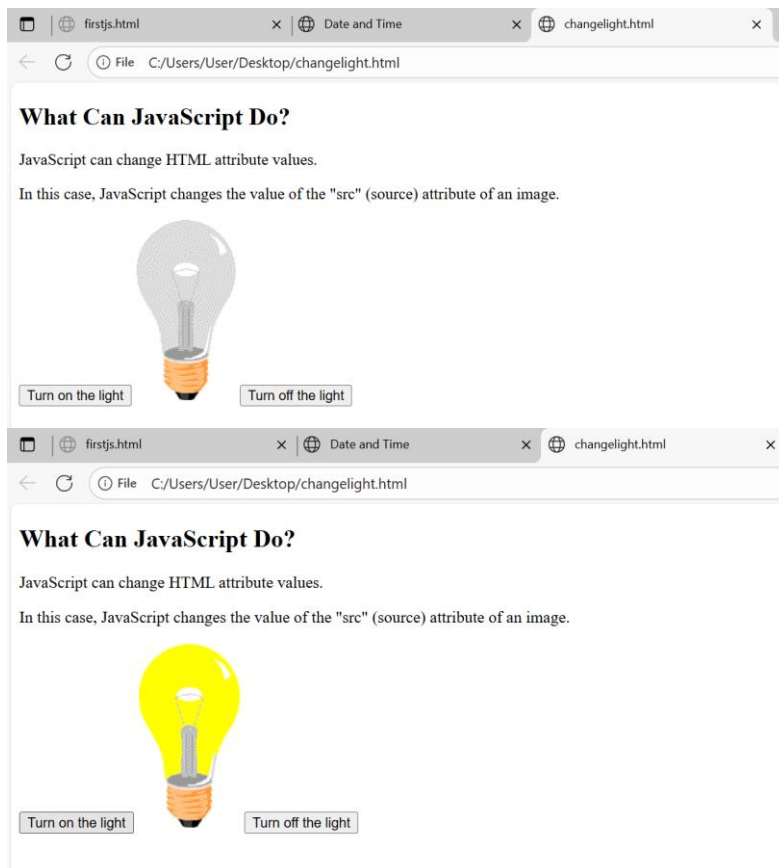 firstjs.html
Date and Time
changelight.html
File C:/Users/User/Desktop/changelight.html
What Can JavaScript Do?
JavaScript can change HTML attribute values.
In this case, JavaScript changes the value of the "src" (source) attribute of an image.
Turn on the light
Turn off the light
firstjs.html
Date and Time
changelight.html
File C:/Users/User/Desktop/changelight.html
What Can JavaScript Do?
JavaScript can change HTML attribute values.
In this case, JavaScript changes the value of the "src" (source) attribute of an image.
Turn on the light
Turn off the light